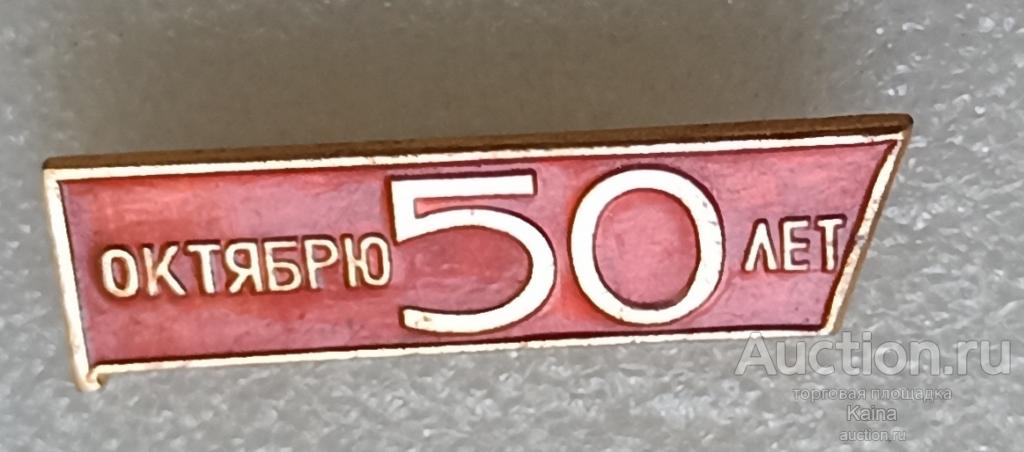 ОКТЯБРЮ 50 ЛЕТ
Auction.ru
торговая площадка
Kaina
auction.ru